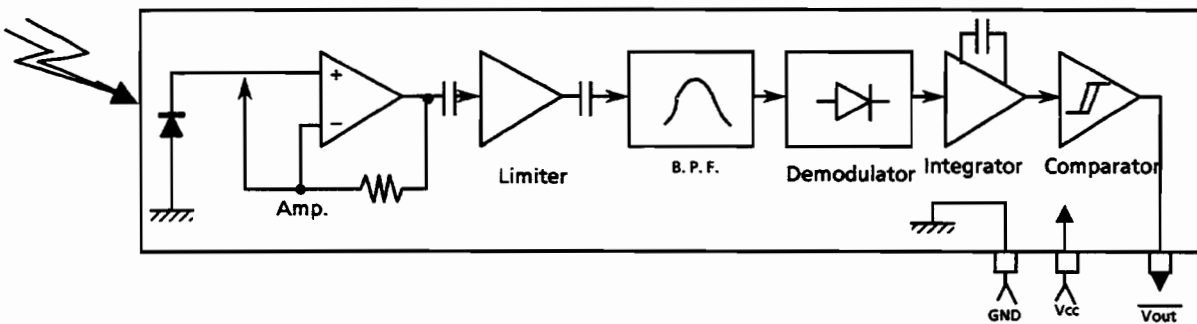 +
−
Amp.
Limiter
B. P. F.
Demodulator
Integrator
Comparator
GND
Vcc
Vout